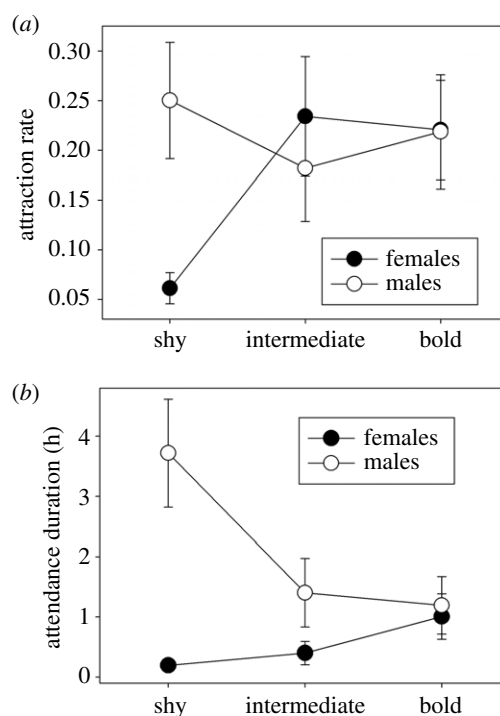 (a)
0.30
0.25
0.20
0.15
0.10
0.05
attraction rate
females
males
shy intermediate bold
(b)
4
3
2
1
0
attendance duration (h)
females
males
shy intermediate bold